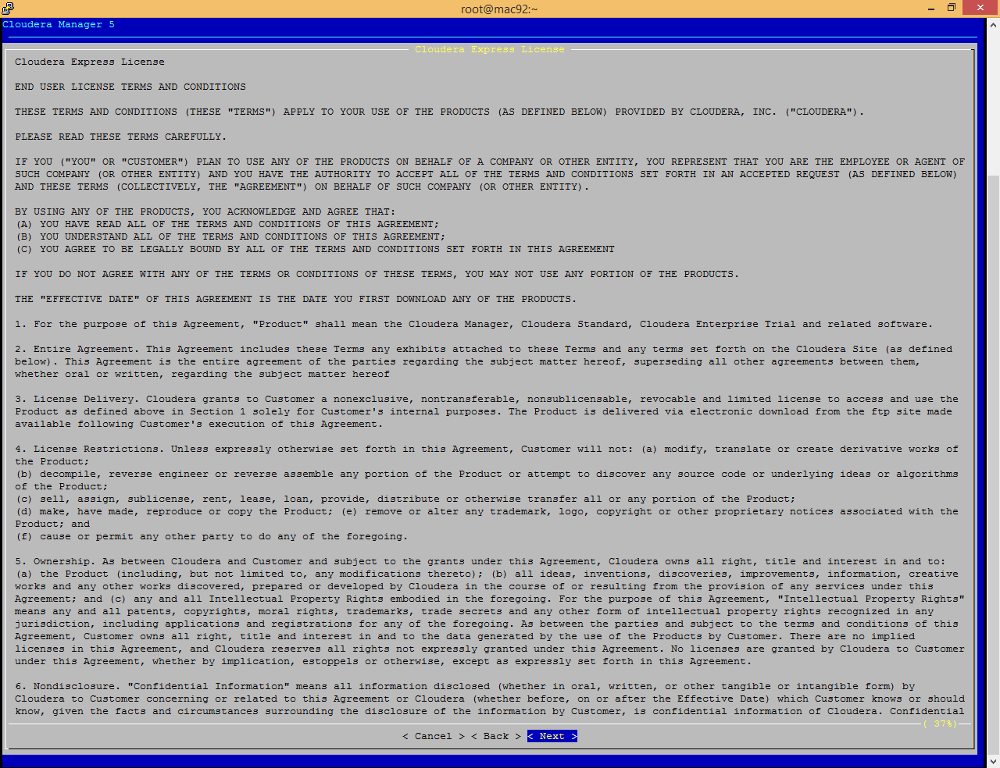 root@mac92:~
Cloudera Manager 5
Cloudera Express License
Cloudera Express License
END USER LICENSE TERMS AND CONDITIONS
THESE TERMS AND CONDITIONS (THESE "TERMS") APPLY TO YOUR USE OF THE PRODUCTS (AS DEFINED BELOW) PROVIDED BY CLOUDERA, INC. ("CLOUDERA").
PLEASE READ THESE TERMS CAREFULLY.
IF YOU ("YOU" OR "CUSTOMER") PLAN TO USE ANY OF THE PRODUCTS ON BEHALF OF A COMPANY OR OTHER ENTITY, YOU REPRESENT THAT YOU ARE THE EMPLOYEE OR AGENT OF
SUCH COMPANY (OR OTHER ENTITY) AND YOU HAVE THE AUTHORITY TO ACCEPT ALL OF THE TERMS AND CONDITIONS SET FORTH IN AN ACCEPTED REQUEST (AS DEFINED BELOW)
AND THESE TERMS (COLLECTIVELY, THE "AGREEMENT") ON BEHALF OF SUCH COMPANY (OR OTHER ENTITY).
BY USING ANY OF THE PRODUCTS, YOU ACKNOWLEDGE AND AGREE THAT:
(A) YOU HAVE READ ALL OF THE TERMS AND CONDITIONS OF THIS AGREEMENT;
(B) YOU UNDERSTAND ALL OF THE TERMS AND CONDITIONS OF THIS AGREEMENT;
(C) YOU AGREE TO BE LEGALLY BOUND BY ALL OF THE TERMS AND CONDITIONS SET FORTH IN THIS AGREEMENT
IF YOU DO NOT AGREE WITH ANY OF THE TERMS OR CONDITIONS OF THESE TERMS, YOU MAY NOT USE ANY PORTION OF THE PRODUCTS.
THE "EFFECTIVE DATE" OF THIS AGREEMENT IS THE DATE YOU FIRST DOWNLOAD ANY OF THE PRODUCTS.
1. For the purpose of this Agreement, "Product" shall mean the Cloudera Manager, Cloudera Standard, Cloudera Enterprise Trial and related software.
2. Entire Agreement. This Agreement includes these Terms any exhibits attached to these Terms and any terms set forth on the Cloudera Site (as defined
below). This Agreement is the entire agreement of the parties regarding the subject matter hereof, superseding all other agreements between them,
whether oral or written, regarding the subject matter hereof
3. License Delivery. Cloudera grants to Customer a nonexclusive, nontransferable, nonsublicensable, revocable and limited license to access and use the
Product as defined above in Section 1 solely for Customer's internal purposes. The Product is delivered via electronic download from the ftp site made
available following Customer's execution of this Agreement.
4. License Restrictions. Unless expressly otherwise set forth in this Agreement, Customer will not: (a) modify, translate or create derivative works of
the Product;
(b) decompile, reverse engineer or reverse assemble any portion of the Product or attempt to discover any source code or underlying ideas or algorithms
of the Product;
(c) sell, assign, sublicense, rent, lease, loan, provide, distribute or otherwise transfer all or any portion of the Product;
(d) make, have made, reproduce or copy the Product; (e) remove or alter any trademark, logo, copyright or other proprietary notices associated with the
Product; and
(f) cause or permit any other party to do any of the foregoing.
5. Ownership. As between Cloudera and Customer and subject to the grants under this Agreement, Cloudera owns all right, title and interest in and to:
(a) the Product (including, but not limited to, any modifications thereto); (b) all ideas, inventions, discoveries, improvements, information, creative
works and any other works discovered, prepared or developed by Cloudera in the course of or resulting from the provision of any services under this
Agreement; and (c) any and all Intellectual Property Rights embodied in the foregoing. For the purpose of this Agreement, "Intellectual Property Rights"
means any and all patents, copyrights, moral rights, trademarks, trade secrets and any other form of intellectual property rights recognized in any
jurisdiction, including applications and registrations for any of the foregoing. As between the parties and subject to the terms and conditions of this
Agreement, Customer owns all right, title and interest in and to the data generated by the use of the Products by Customer. There are no implied
licenses in this Agreement, and Cloudera reserves all rights not expressly granted under this Agreement. No licenses are granted by Cloudera to Customer
under this Agreement, whether by implication, estoppels or otherwise, except as expressly set forth in this Agreement.
6. Nondisclosure. "Confidential Information" means all information disclosed (whether in oral, written, or other tangible or intangible form) by
Cloudera to Customer concerning or related to this Agreement or Cloudera (whether before, on or after the Effective Date) which Customer knows or should
know, given the facts and circumstances surrounding the disclosure of the information by Customer, is confidential information of Cloudera. Confidential
( 37%)
< Cancel > < Back > < Next >